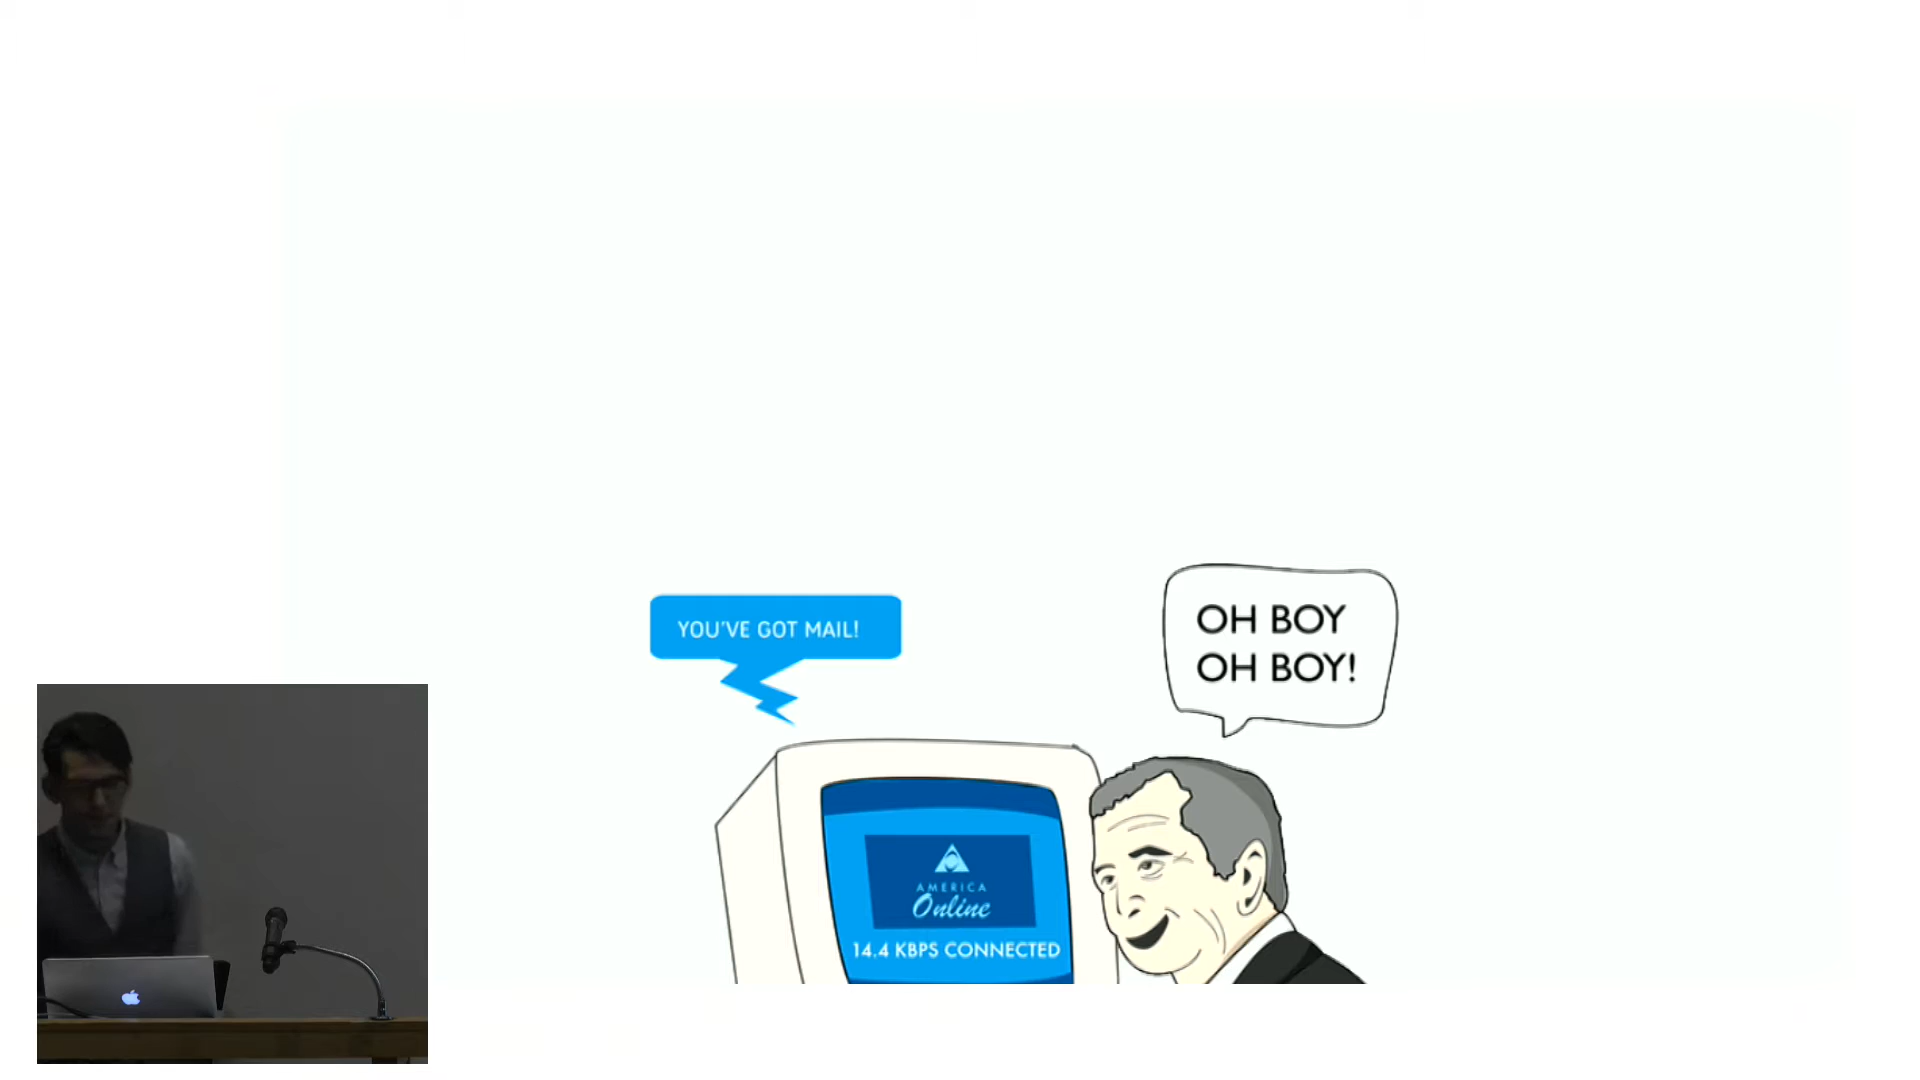 YOU'VE GOT MAIL!
OH BOY
OH BOY!
AMERICA
Online
14.4 KBPS CONNECTED